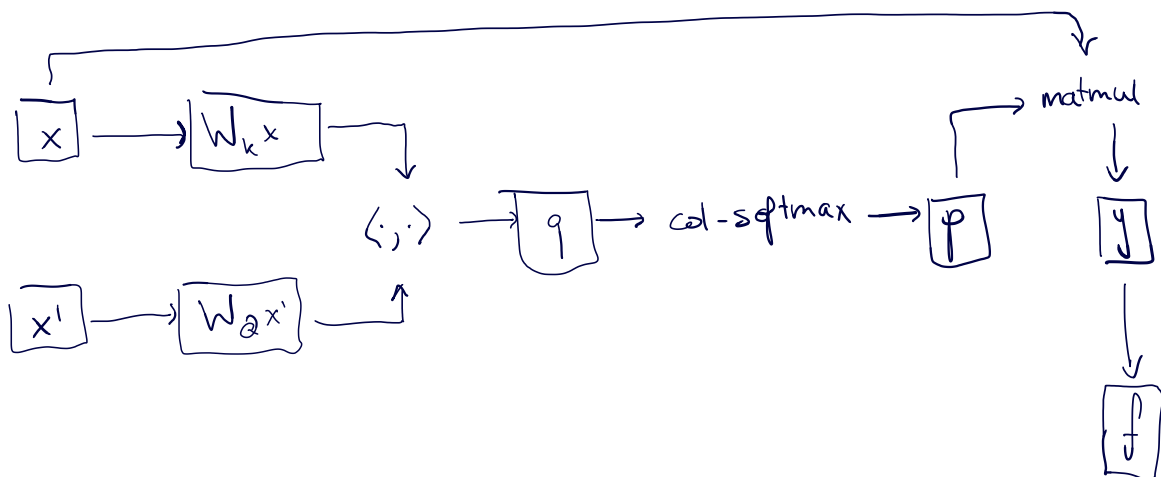 matmul
x
W_k x
⟨·,·⟩
q
col-softmax
p
y
x'
W_Q x'
f